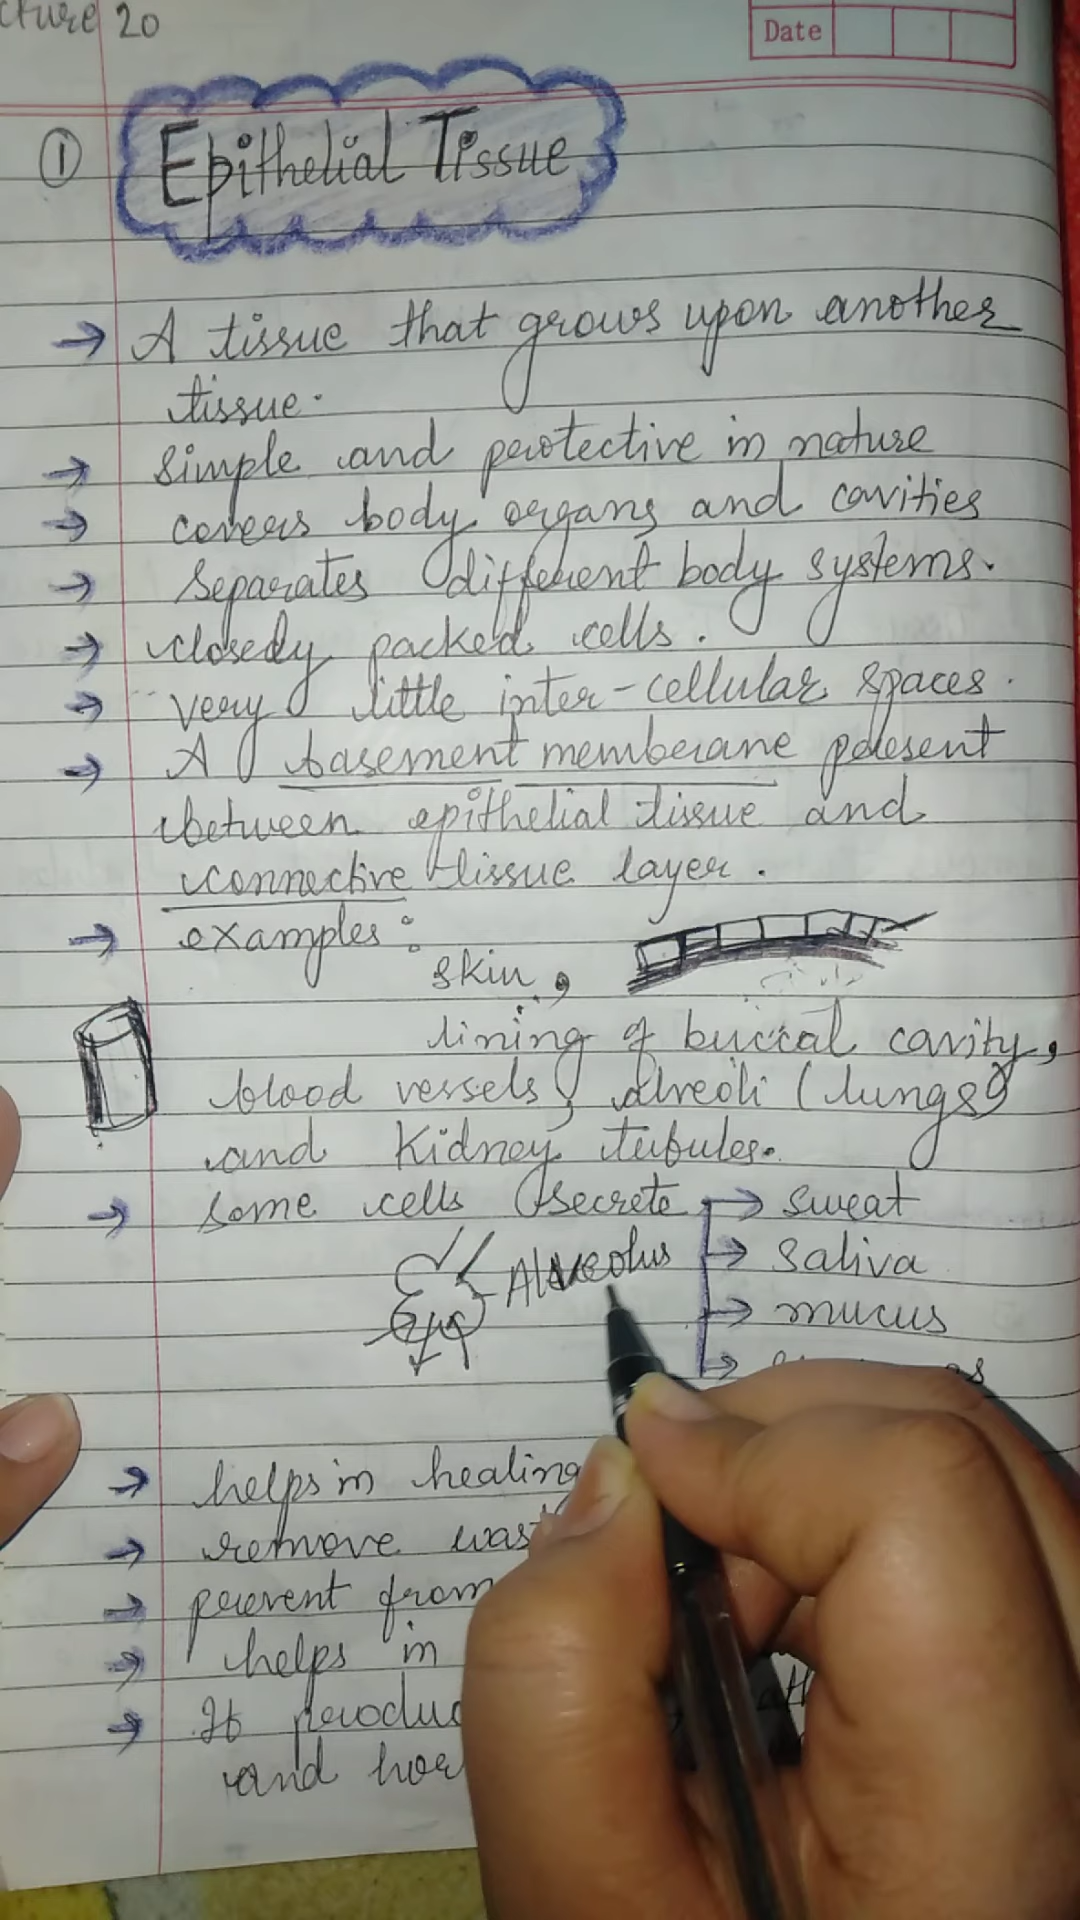 cture 20
Date
① Epithelial Tissue
→ A tissue that grows upon another
tissue.
→ simple and protective in nature
→ covers body organs and cavities
→ separates different body systems.
→ closely packed cells.
→ very little inter-cellular spaces.
→ A basement membrane present
between epithelial tissue and
connective tissue layer.
→ examples:
skin,
lining of buccal cavity,
blood vessels, alveoli (lungs)
and Kidney tubules.
→ some cells secrete → sweat
Alveolus → saliva
→ mucus
→
→ helps in healing
→ remove wast
→ prevent from
→ helps in
→ It produc
and hor